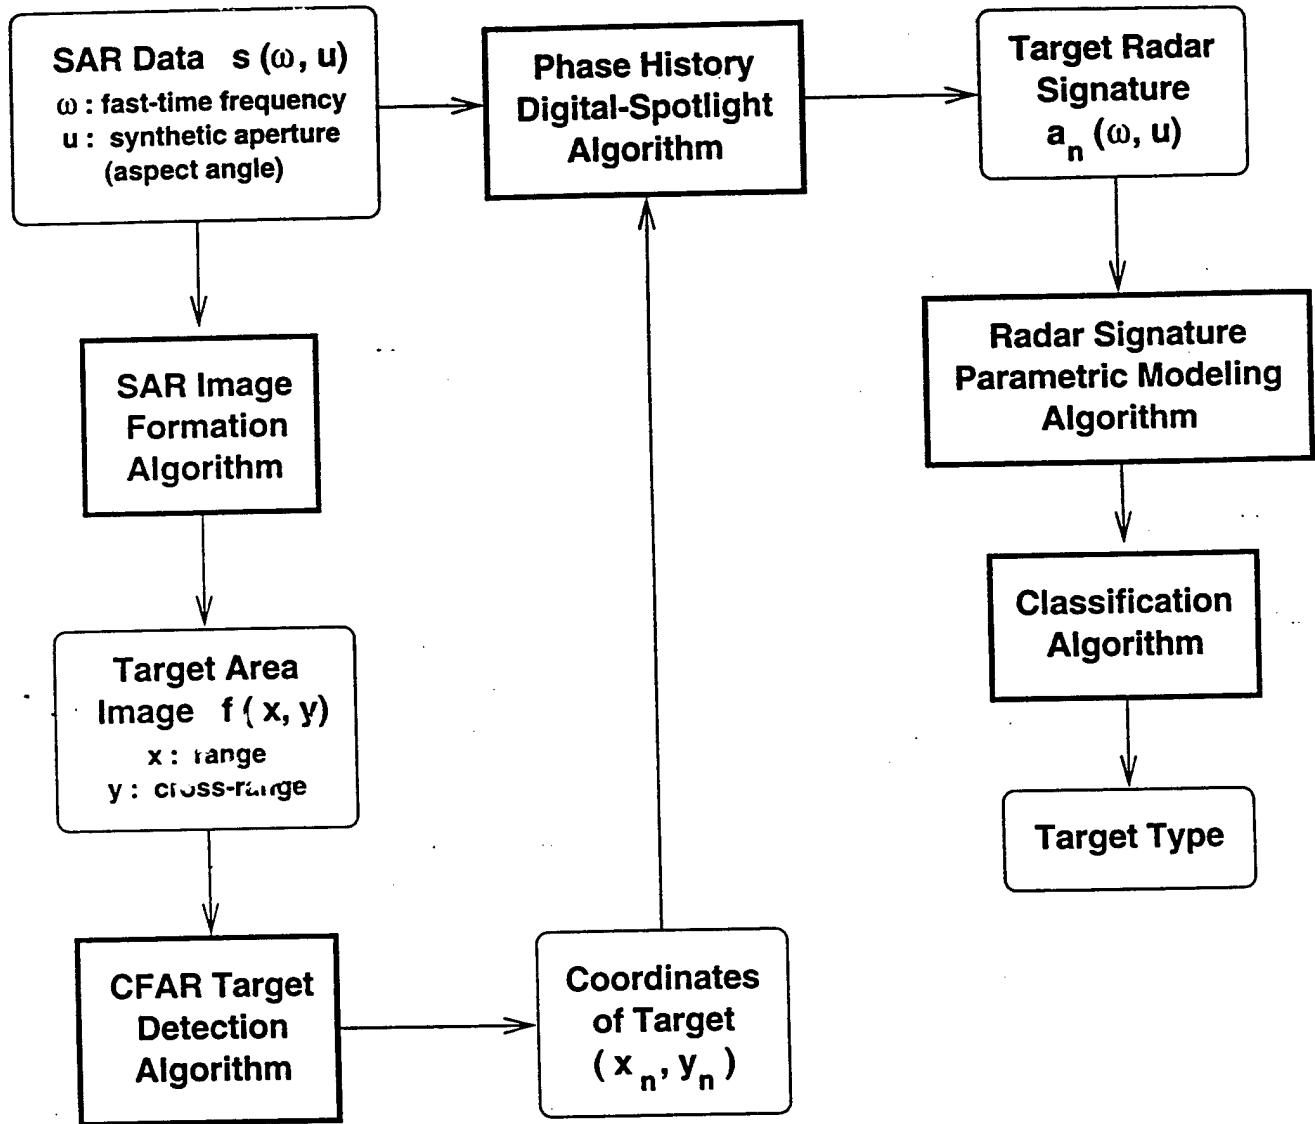 SAR Data s (ω, u)
ω : fast-time frequency
u : synthetic aperture
(aspect angle)
Phase History
Digital-Spotlight
Algorithm
Target Radar
Signature
a_n (ω, u)
SAR Image
Formation
Algorithm
Radar Signature
Parametric Modeling
Algorithm
Classification
Algorithm
Target Area
Image f ( x, y)
x : range
y : cross-range
Target Type
CFAR Target
Detection
Algorithm
Coordinates
of Target
( x_n, y_n )